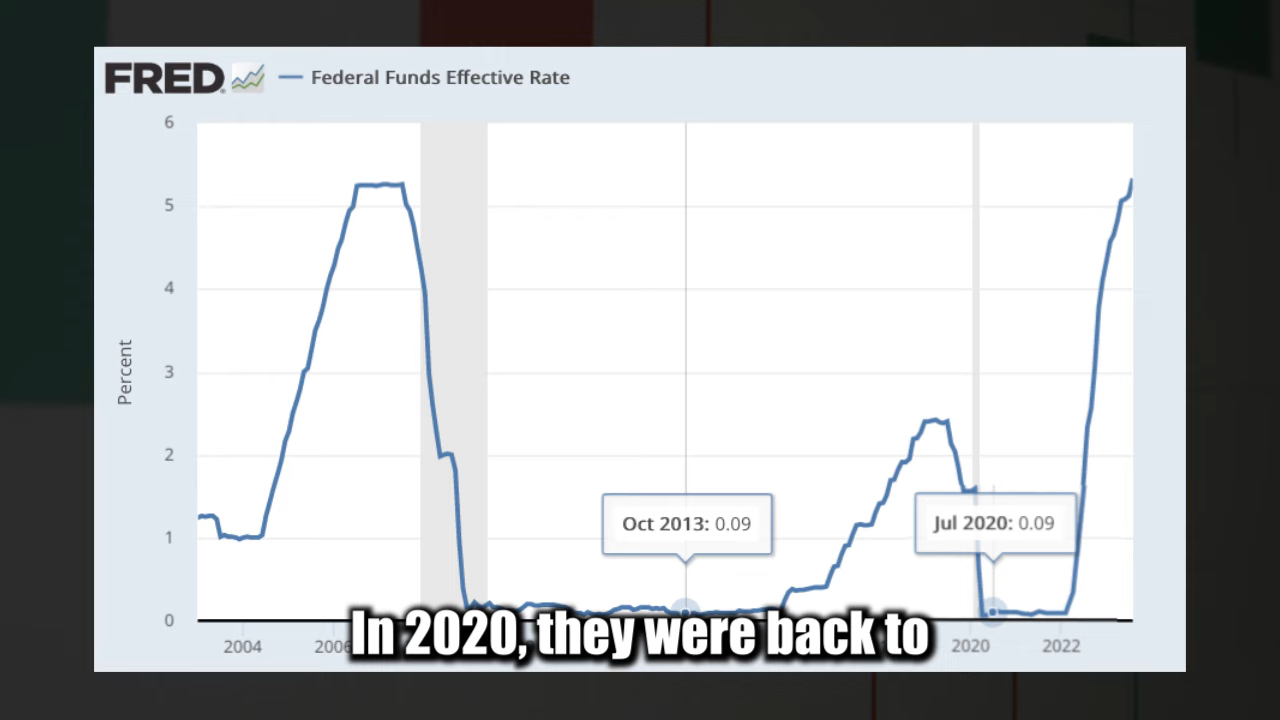 FRED
Federal Funds Effective Rate
6
5
4
3
2
1
0
Percent
Oct 2013: 0.09
Jul 2020: 0.09
2004
2006
2020
2022
In 2020, they were back to